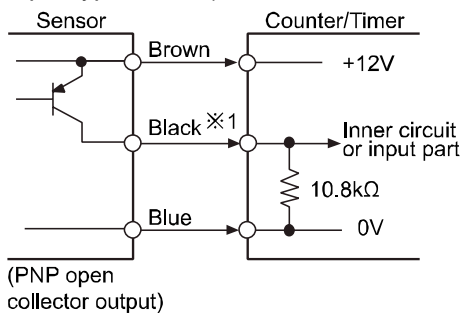 Sensor
Counter/Timer
Brown
+12V
Black ※1
Inner circuit
or input part
10.8kΩ
Blue
0V
(PNP open
collector output)